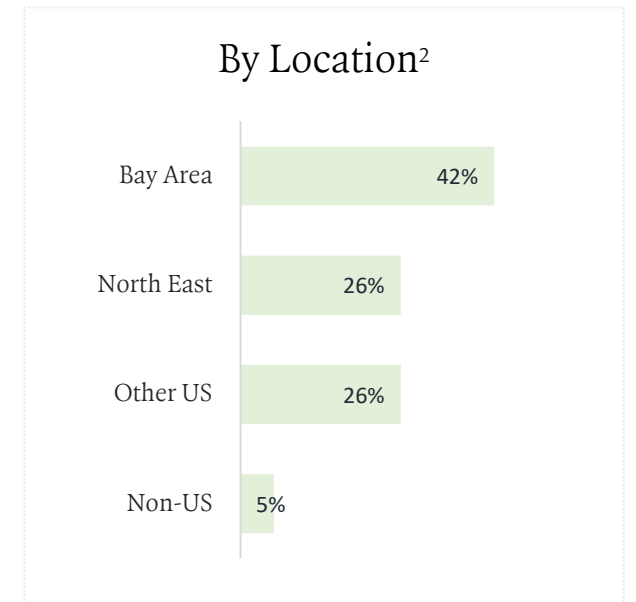 By Location²
Bay Area 42%
North East 26%
Other US 26%
Non-US 5%